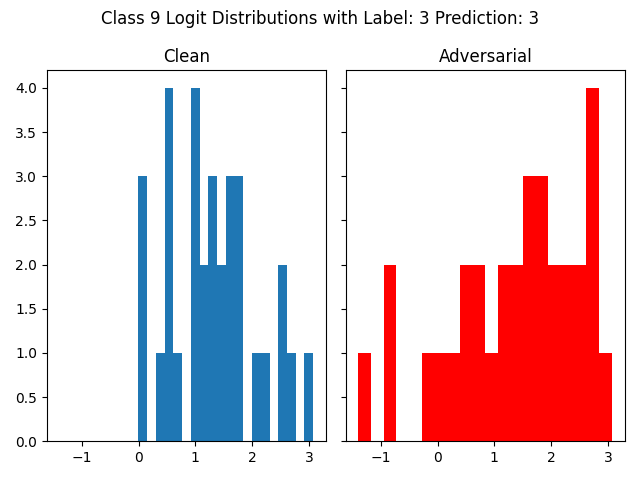 Class 9 Logit Distributions with Label: 3 Prediction: 3
Clean
Adversarial
4.0
3.5
3.0
2.5
2.0
1.5
1.0
0.5
0.0
−1 0 1 2 3
−1 0 1 2 3